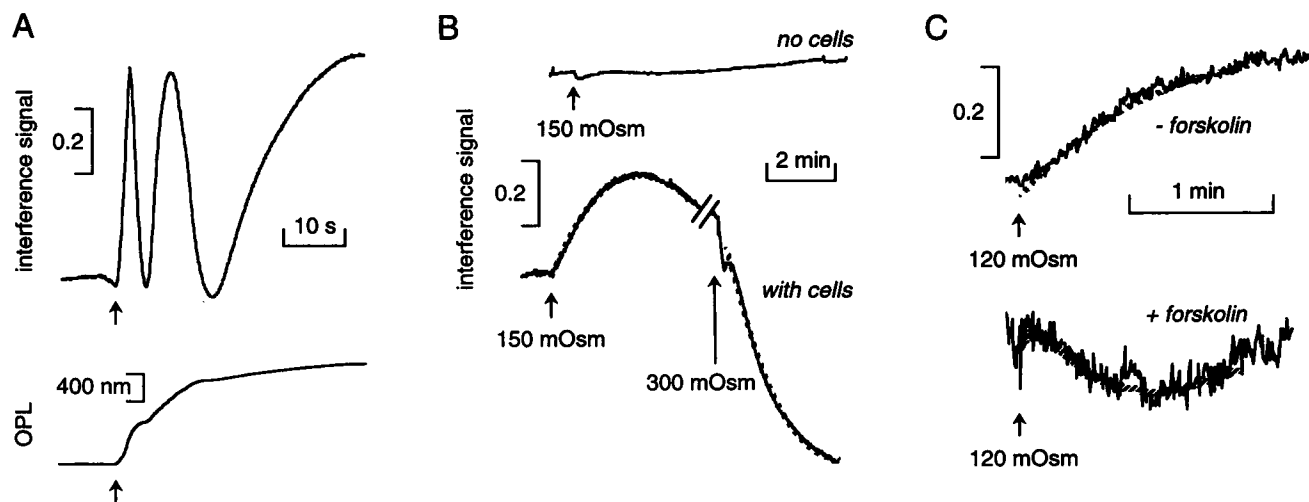 A
interference signal
0.2
10 s
400 nm
OPL
B
no cells
150 mOsm
interference signal
2 min
0.2
with cells
150 mOsm
300 mOsm
C
0.2
- forskolin
1 min
120 mOsm
+ forskolin
120 mOsm